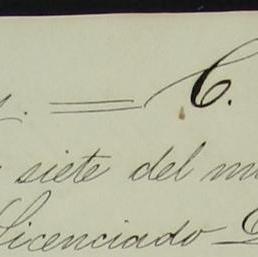 = C.
siete del
Licenciado